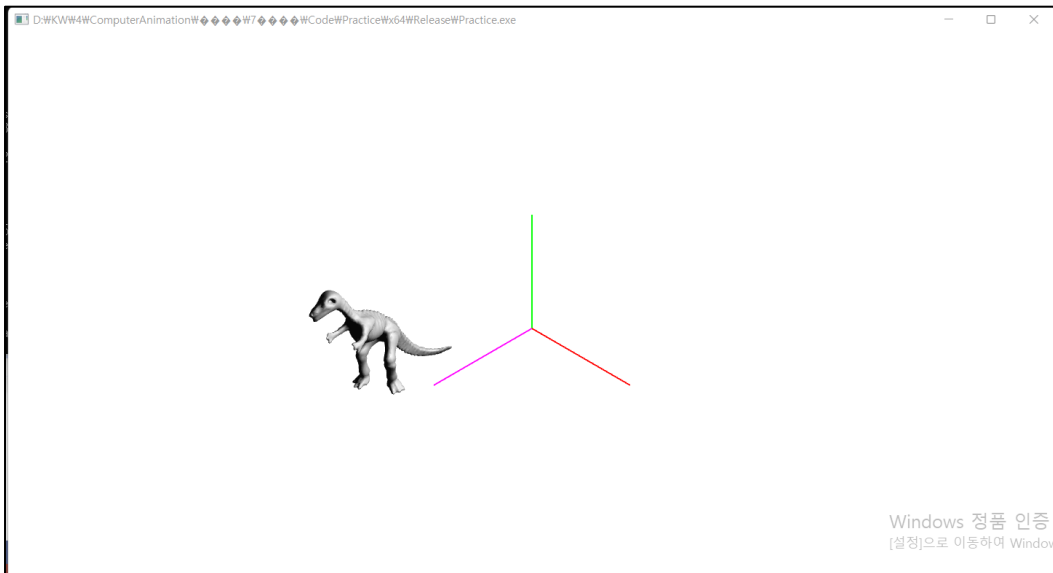 D:₩KW₩4₩ComputerAnimation₩����₩7����₩Code₩Practice₩x64₩Release₩Practice.exe
Windows 정품 인증
[설정]으로 이동하여 Window